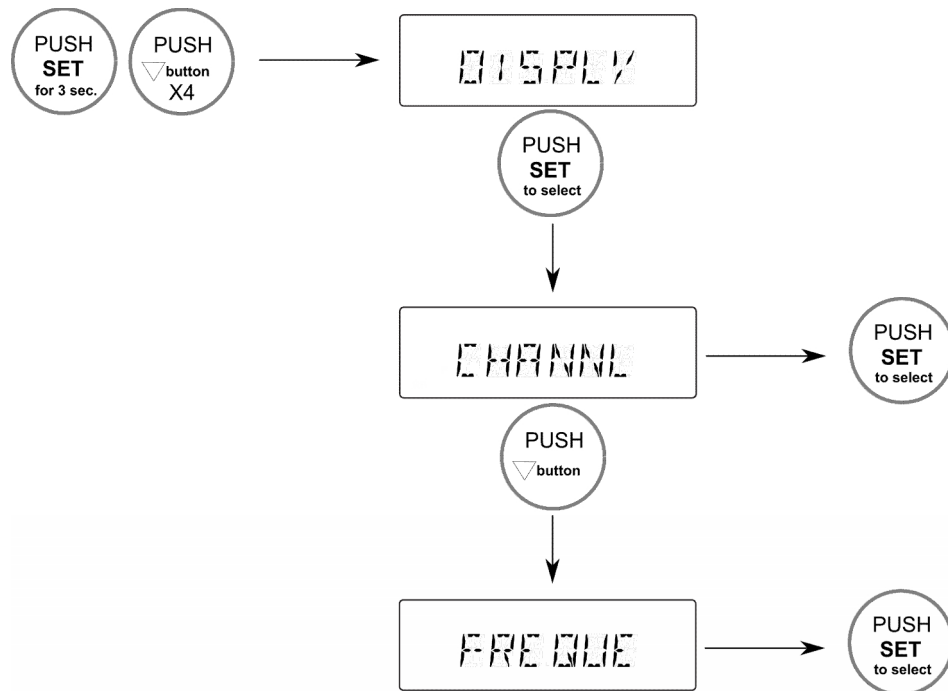 PUSH
SET
for 3 sec.
PUSH
button
X4
DISPLY
PUSH
SET
to select
CHANNL
PUSH
SET
to select
PUSH
button
FREQUE
PUSH
SET
to select